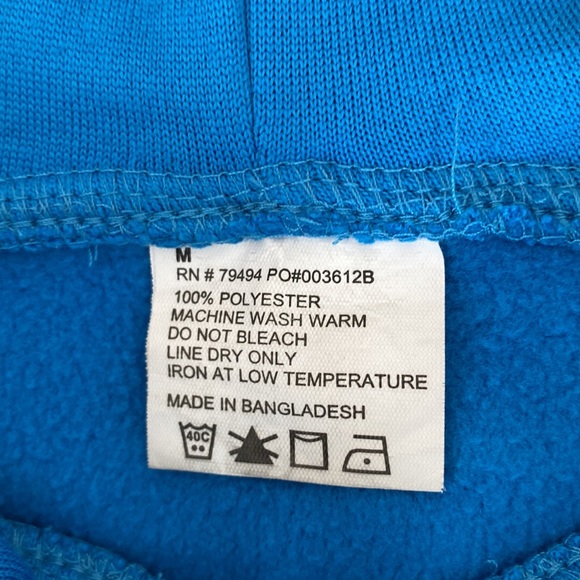 M
RN # 79494 PO#003612B
100% POLYESTER
MACHINE WASH WARM
DO NOT BLEACH
LINE DRY ONLY
IRON AT LOW TEMPERATURE
MADE IN BANGLADESH
40C